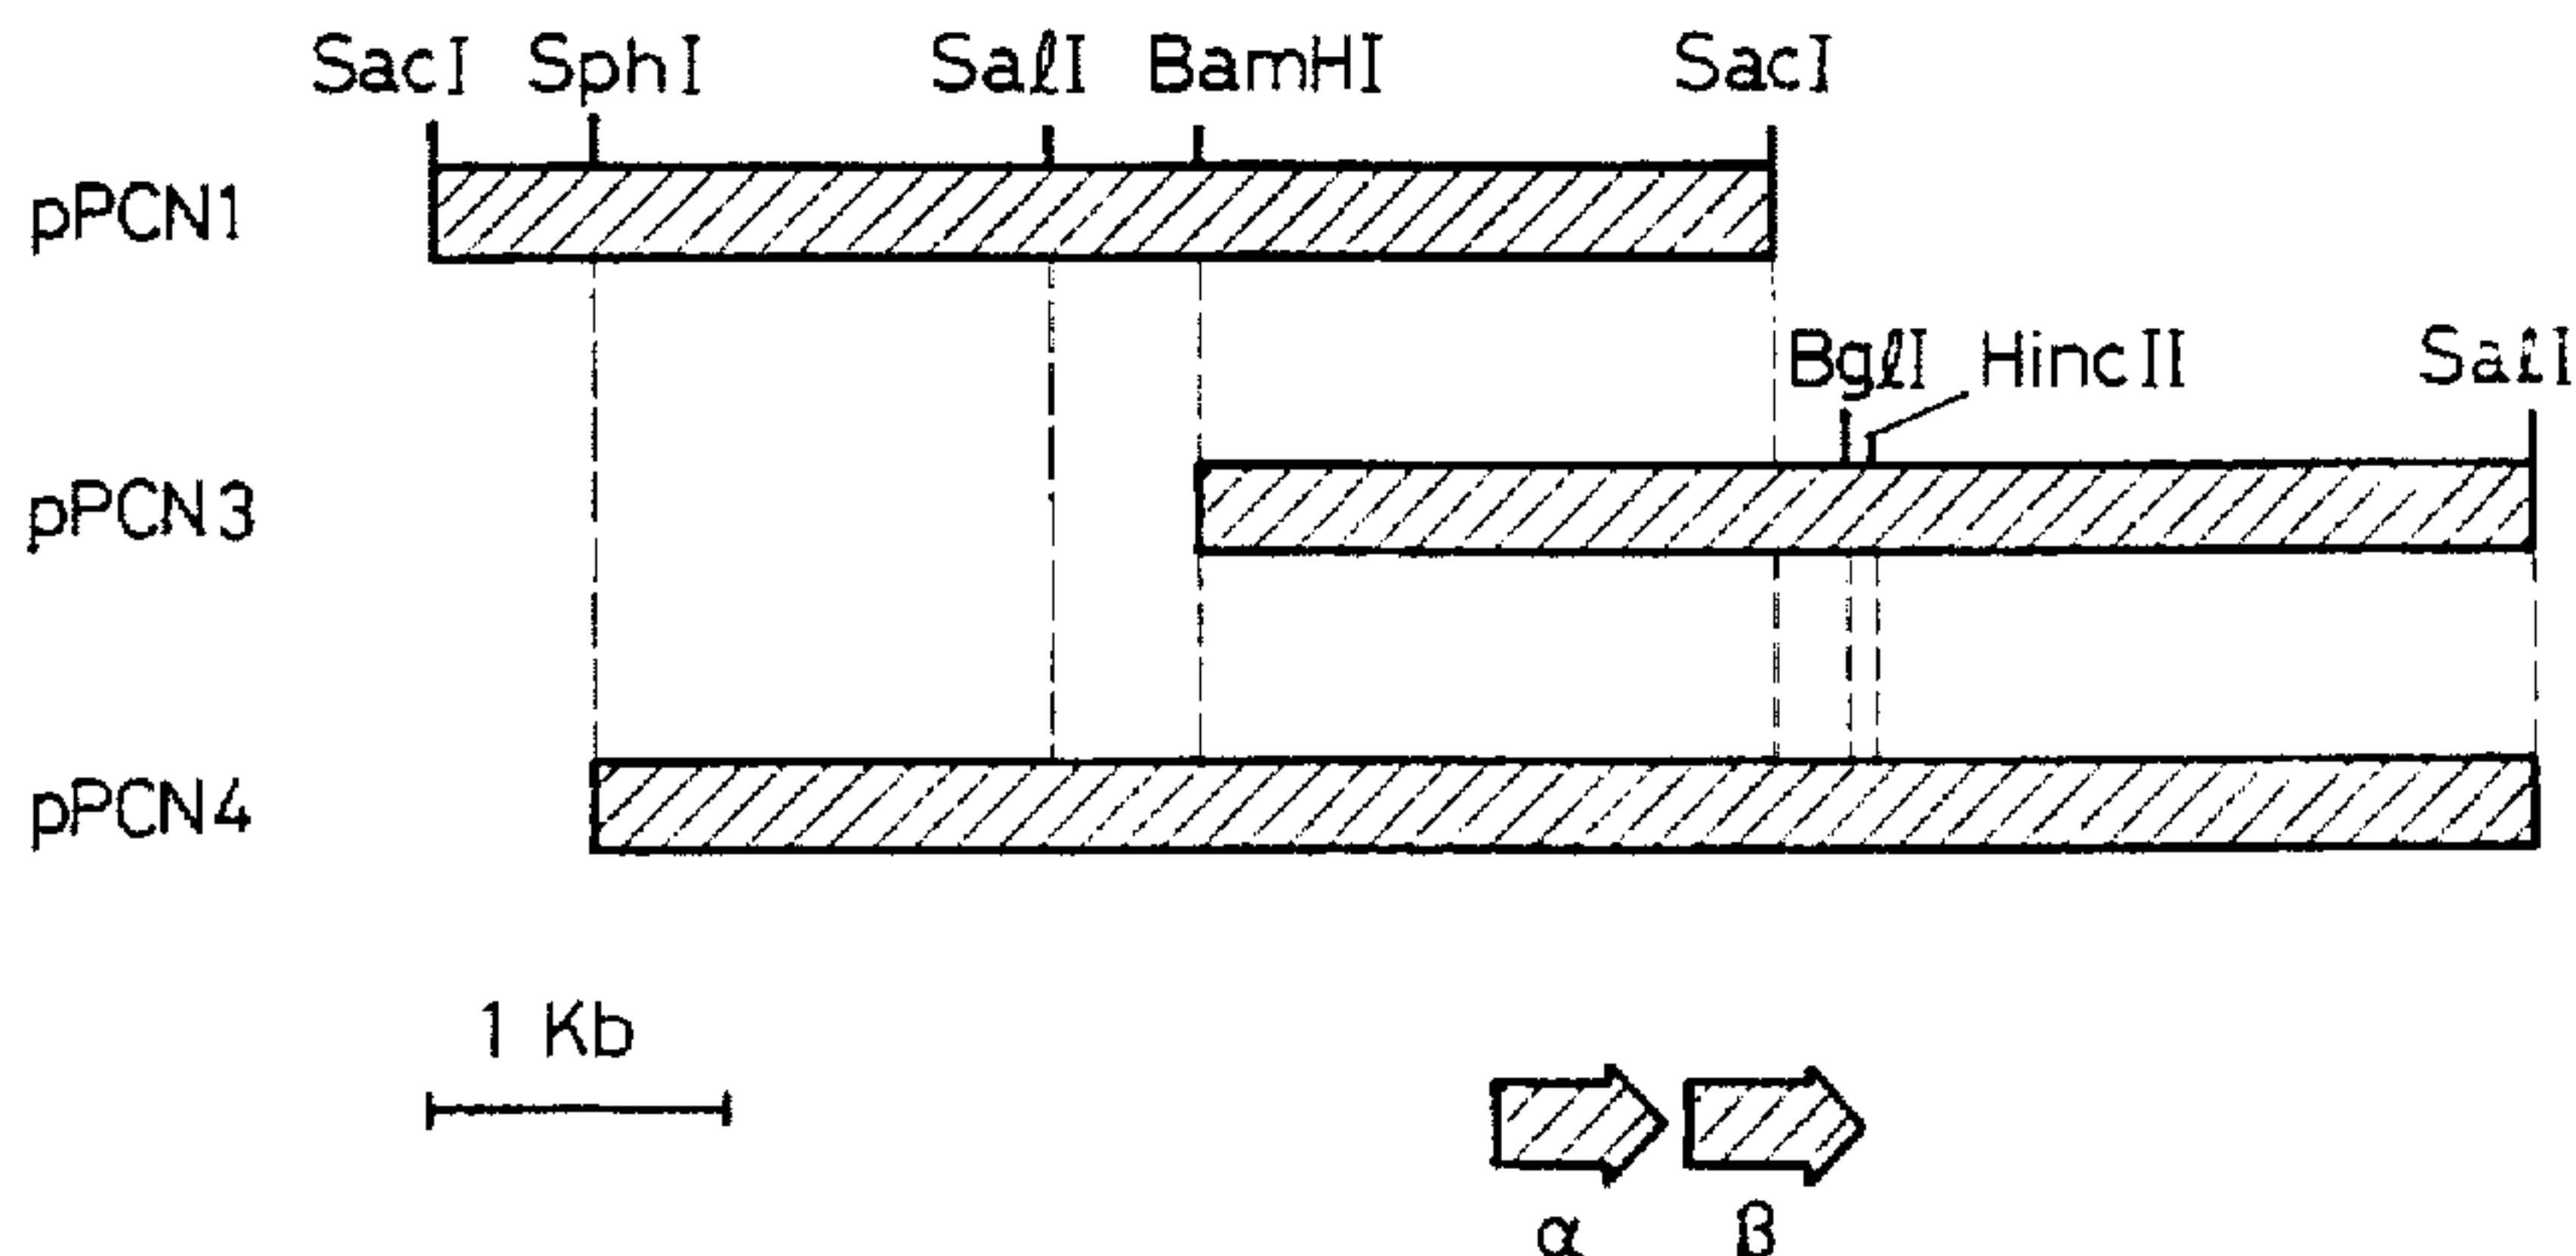 SacI SphI SalI BamHI SacI
pPCN1
BglI HincII SalI
pPCN3
pPCN4
1 Kb
α β